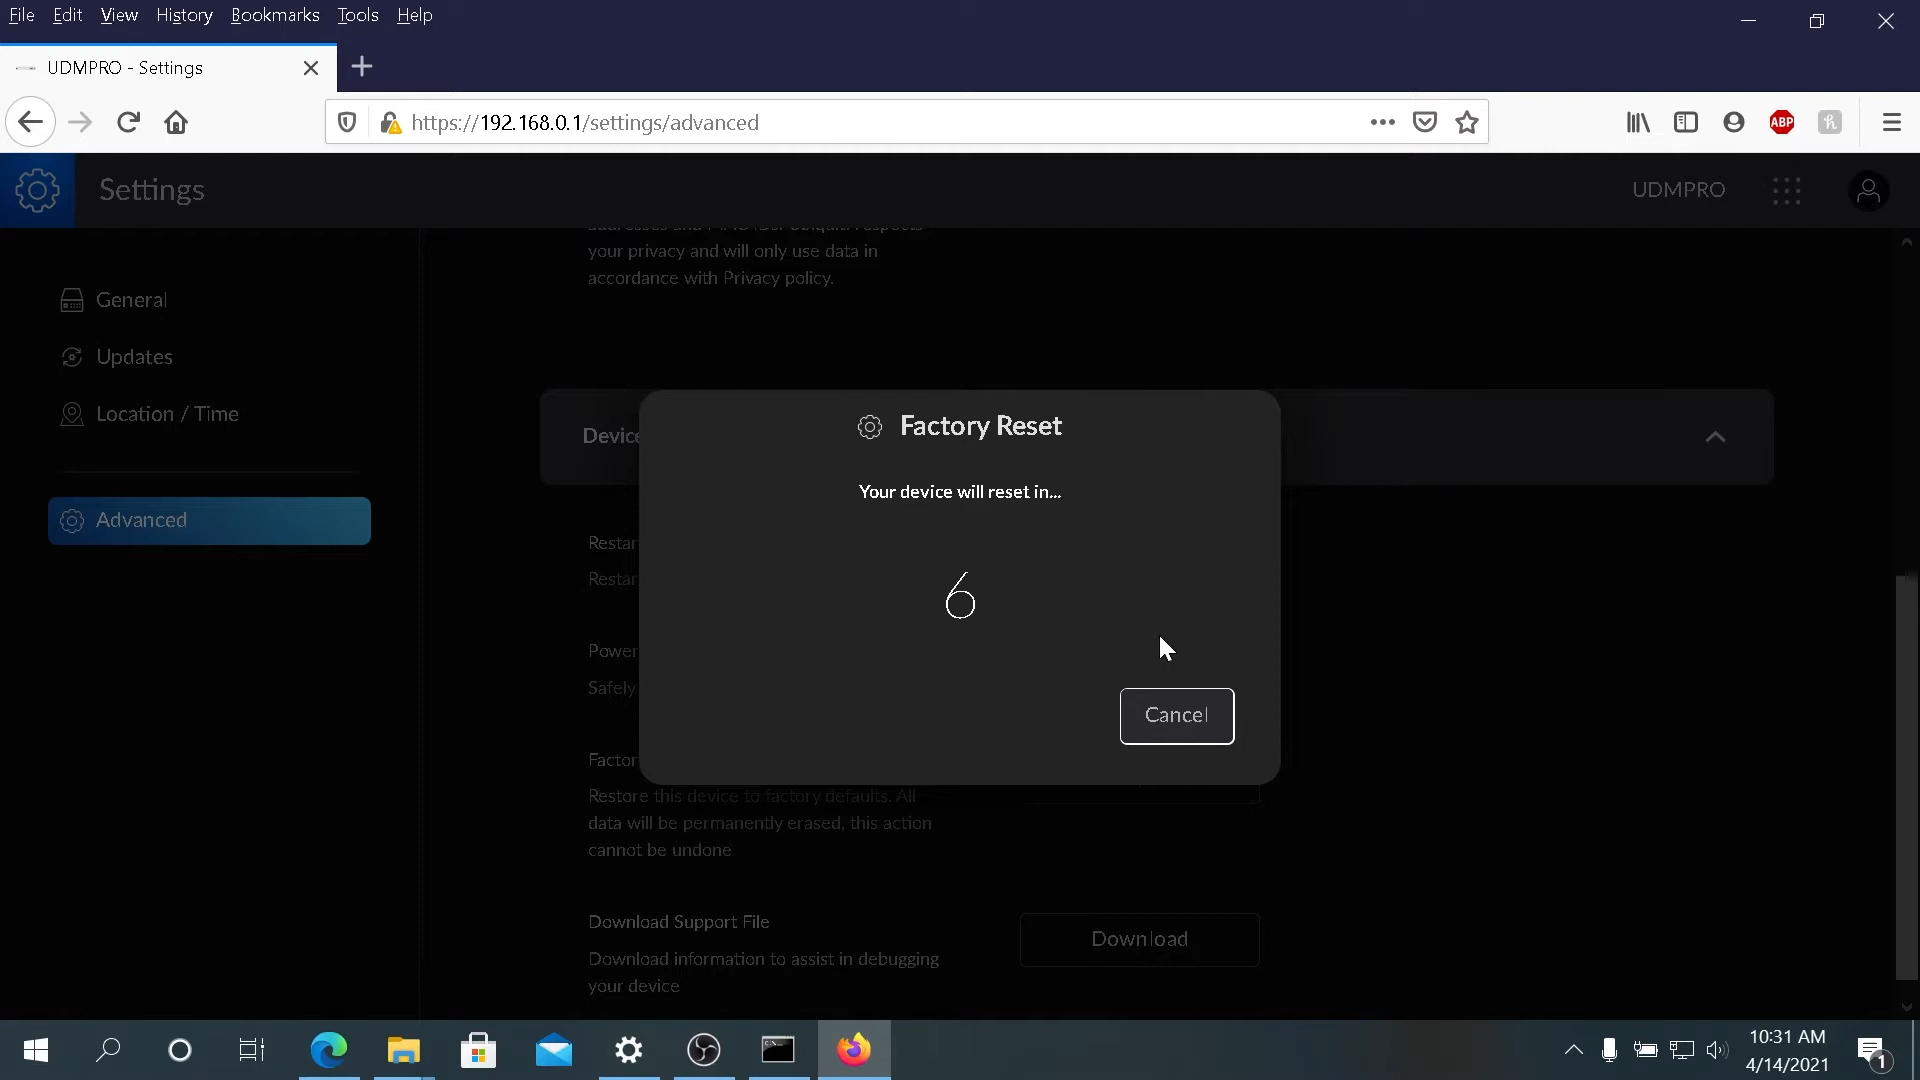 File Edit View History Bookmarks Tools Help
UDMPRO - Settings
https://192.168.0.1/settings/advanced
ABP
Settings
UDMPRO
your privacy and will only use data in
accordance with Privacy policy.
General
Updates
Location / Time
Advanced
Device
Factory Reset
Your device will reset in...
6
Cancel
Restar
Restar
Power
Safely
Factor
Restore this device to factory defaults. All
data will be permanently erased, this action
cannot be undone
Download Support File
Download
Download information to assist in debugging
your device
10:31 AM
4/14/2021
1